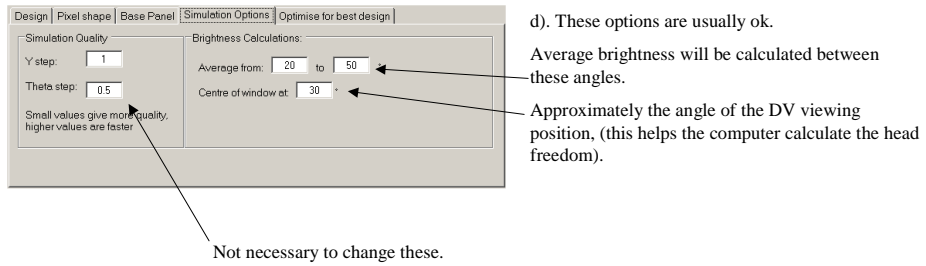 Design Pixel shape Base Panel Simulation Options Optimise for best design
Simulation Quality
Y step: 1
Theta step: 0.5
Small values give more quality,
higher values are faster
Brightness Calculations:
Average from: 20 to 50 °
Centre of window at: 30 °
d). These options are usually ok.
Average brightness will be calculated between
these angles.
Approximately the angle of the DV viewing
position, (this helps the computer calculate the head
freedom).
Not necessary to change these.